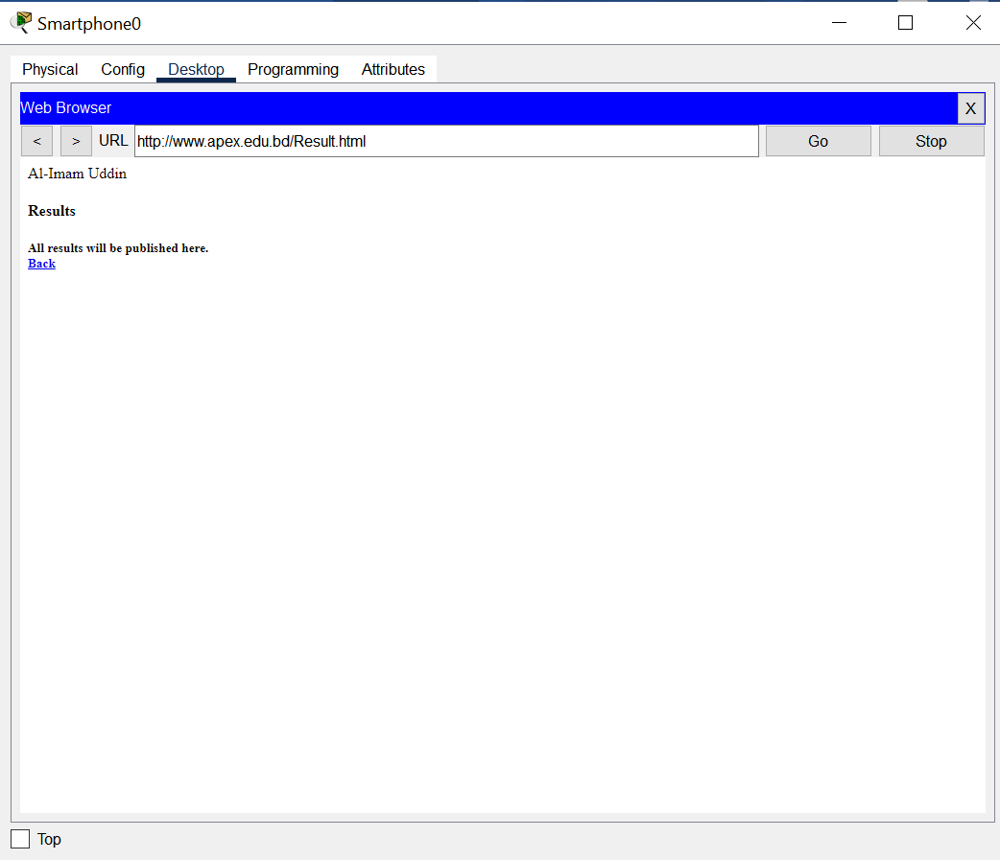 Smartphone0
Physical Config Desktop Programming Attributes
Web Browser X
< > URL http://www.apex.edu.bd/Result.html Go Stop
Al-Imam Uddin
Results
All results will be published here.
Back
Top